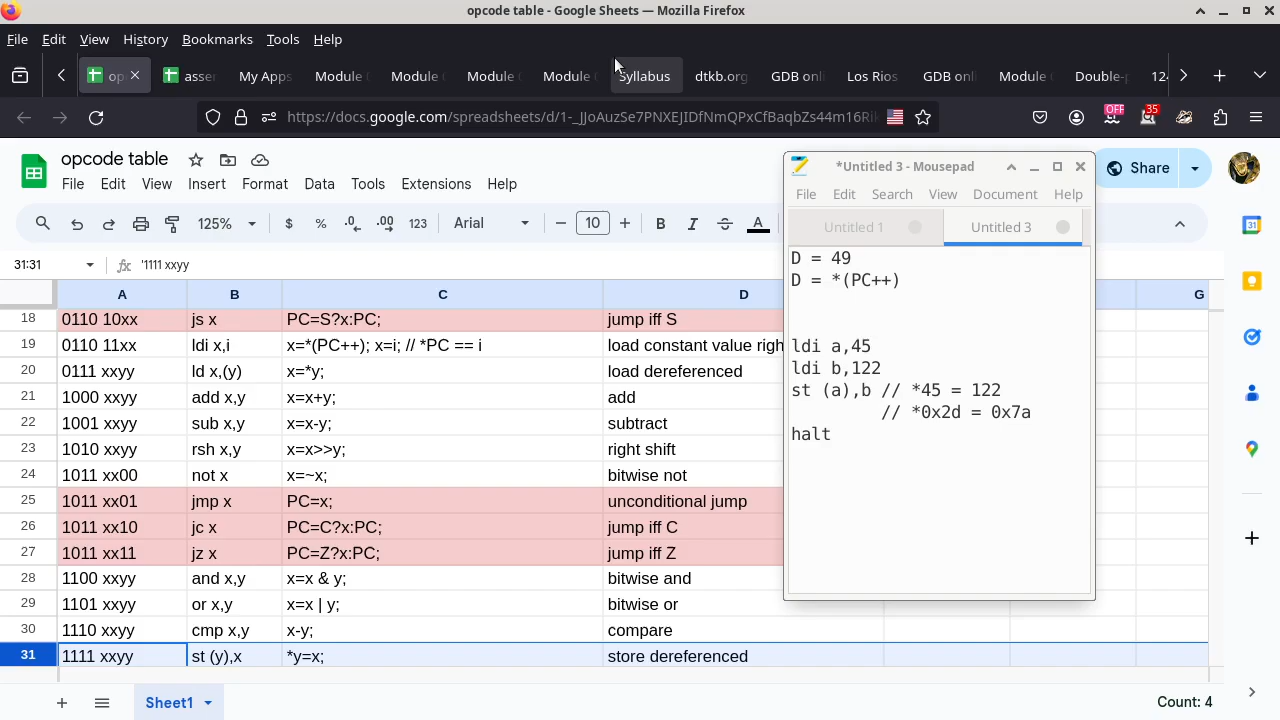 opcode table - Google Sheets — Mozilla Firefox
File Edit View History Bookmarks Tools Help
op asse My Apps Module Module Module Module Syllabus dtkb.org GDB onli Los Rios GDB onli Module Double-p 124
https://docs.google.com/spreadsheets/d/1-_JJoAuzSe7PNXEJIDfNmQPxCfBaqbZs44m16Rik OFF 35
opcode table
File Edit View Insert Format Data Tools Extensions Help
Share
125% $ % .0 .00 123 Arial 10 B I S A
31:31 fx '1111 xxyy
A B C D G
18 0110 10xx js x PC=S?x:PC; jump iff S
19 0110 11xx ldi x,i x=*(PC++); x=i; // *PC == i load constant value righ
20 0111 xxyy ld x,(y) x=*y; load dereferenced
21 1000 xxyy add x,y x=x+y; add
22 1001 xxyy sub x,y x=x-y; subtract
23 1010 xxyy rsh x,y x=x>>y; right shift
24 1011 xx00 not x x=~x; bitwise not
25 1011 xx01 jmp x PC=x; unconditional jump
26 1011 xx10 jc x PC=C?x:PC; jump iff C
27 1011 xx11 jz x PC=Z?x:PC; jump iff Z
28 1100 xxyy and x,y x=x & y; bitwise and
29 1101 xxyy or x,y x=x | y; bitwise or
30 1110 xxyy cmp x,y x-y; compare
31 1111 xxyy st (y),x *y=x; store dereferenced
Sheet1 Count: 4
*Untitled 3 - Mousepad
File Edit Search View Document Help
Untitled 1 Untitled 3
D = 49
D = *(PC++)
ldi a,45
ldi b,122
st (a),b // *45 = 122
// *0x2d = 0x7a
halt